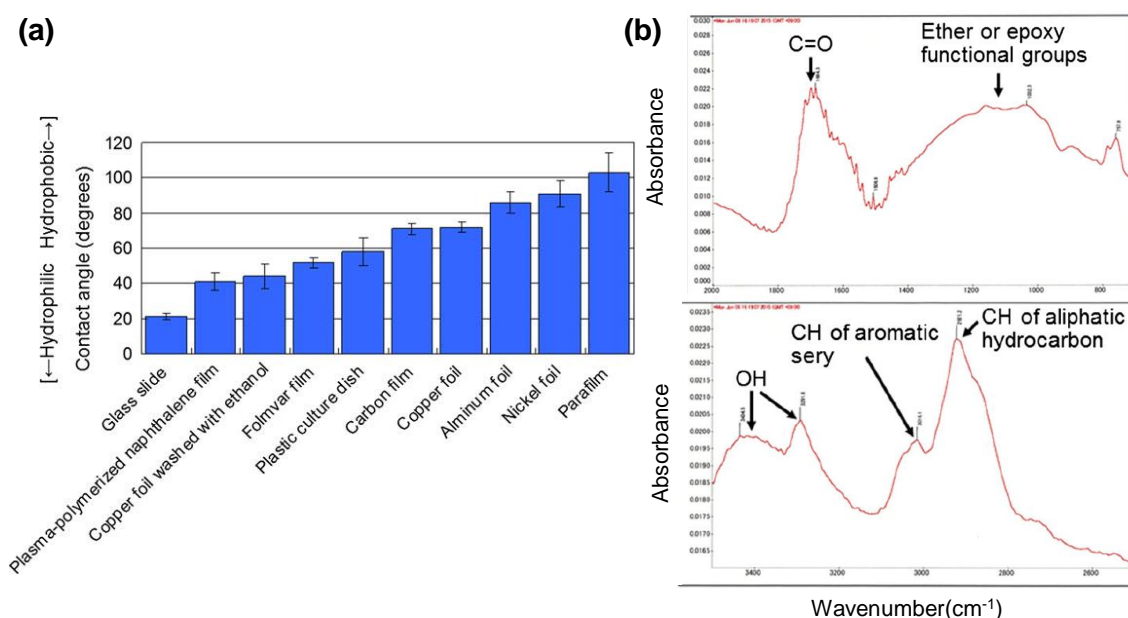 (a)
[←Hydrophilic Hydrophobic→]
Contact angle (degrees)
120
100
80
60
40
20
0
Glass slide
Plasma-polymerized naphthalene film
Copper foil washed with ethanol
Folmvar film
Plastic culture dish
Carbon film
Copper foil
Alminum foil
Nickel foil
Parafilm
(b)
Absorbance
0.030
0.028
0.026
0.024
0.022
0.020
0.018
0.016
0.014
0.012
0.010
0.008
0.006
0.004
0.002
0.000
C=O
Ether or epoxy
functional groups
2000
1800
1600
1400
1200
1000
800
Absorbance
0.0235
0.0230
0.0225
0.0220
0.0215
0.0210
0.0205
0.0200
0.0195
0.0190
0.0185
0.0180
0.0175
0.0170
0.0165
OH
CH of aromatic
sery
CH of aliphatic
hydrocarbon
3400
3200
3000
2800
2600
Wavenumber(cm⁻¹)